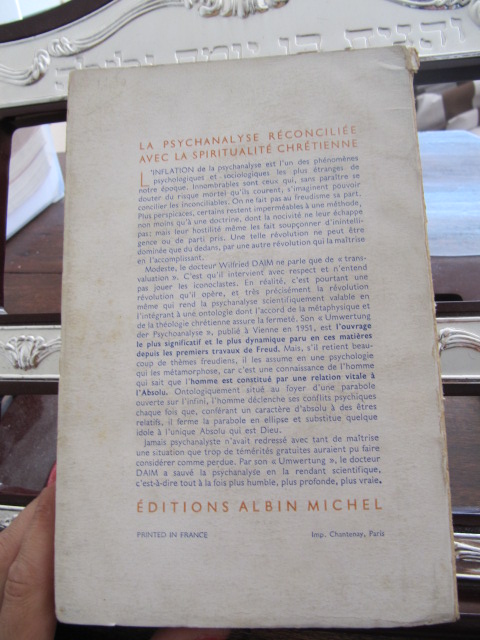 LA PSYCHANALYSE RÉCONCILIÉE
AVEC LA SPIRITUALITÉ CHRÉTIENNE
L'INFLATION de la psychanalyse est l'un des phénomènes
psychologiques et sociologiques les plus étranges de
notre époque. Innombrables sont ceux qui, sans paraître se
douter du risque mortel qu'ils courent, s'imaginent pouvoir
concilier les inconciliables. On ne fait pas au freudisme sa part.
Plus perspicaces, certains restent imperméables à une méthode,
non moins qu'à une doctrine, dont la nocivité ne leur échappe
pas; mais leur hostilité même les fait soupçonner d'inintelli-
gence ou de parti pris. Une telle révolution ne peut être
dominée que du dedans, par une autre révolution qui la maîtrise
en l'accomplissant.
Modeste, le docteur Wilfried DAIM ne parle que de « trans-
valuation ». C'est qu'il intervient avec respect et n'entend
pas jouer les iconoclastes. En réalité, c'est pourtant une
révolution qu'il opère, et très précisément la révolution
même qui rend la psychanalyse scientifiquement valable en
l'intégrant à une ontologie dont l'accord de la métaphysique et
de la théologie chrétienne assure la fermeté. Son « Umwertung
der Psychoanalyse », publié à Vienne en 1951, est l'ouvrage
le plus significatif et le plus dynamique paru en ces matières
depuis les premiers travaux de Freud. Mais, s'il retient beau-
coup de thèmes freudiens, il les assume en une psychologie
qui les métamorphose, car c'est une connaissance de l'homme
qui sait que l'homme est constitué par une relation vitale à
l'Absolu. Ontologiquement situé au foyer d'une parabole
ouverte sur l'infini, l'homme déclenche ses conflits psychiques
chaque fois que, conférant un caractère d'absolu à des êtres
relatifs, il ferme la parabole en ellipse et substitue quelque
idole à l'unique Absolu qui est Dieu.
Jamais psychanalyste n'avait redressé avec tant de maîtrise
une situation que trop de témérités gratuites auraient pu faire
considérer comme perdue. Par son « Umwertung », le docteur
DAIM a sauvé la psychanalyse en la rendant scientifique,
c'est-à-dire tout à la fois plus humble, plus profonde, plus vraie.
ÉDITIONS ALBIN MICHEL
PRINTED IN FRANCE
Imp. Chantenay, Paris